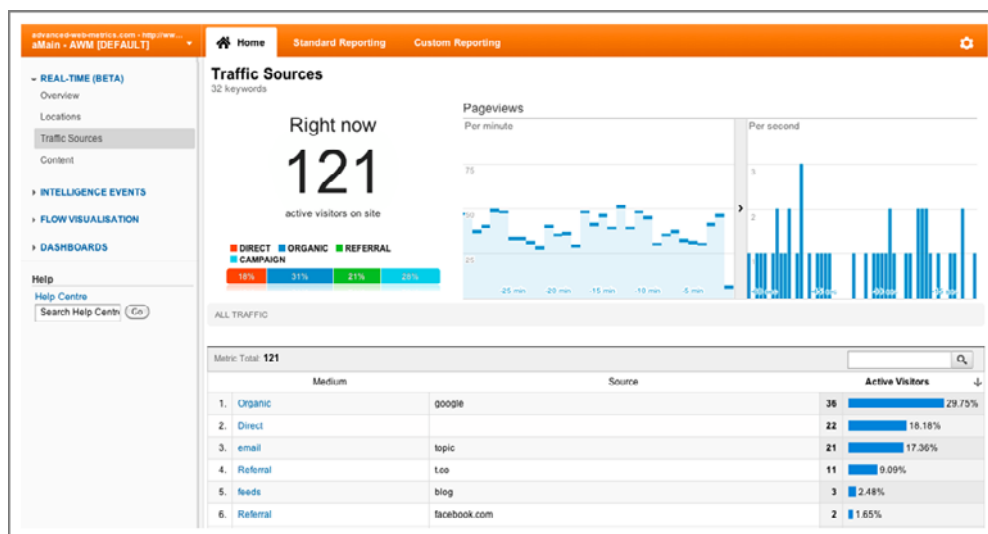 advanced-web-metrics.com - http://ww...
aMain - AWM [DEFAULT]
Home
Standard Reporting
Custom Reporting
REAL-TIME (BETA)
Overview
Locations
Traffic Sources
Content
INTELLIGENCE EVENTS
FLOW VISUALISATION
DASHBOARDS
Help
Help Centre
Search Help Centr
Go
Traffic Sources
32 keywords
Right now
121
active visitors on site
DIRECT ORGANIC REFERRAL
CAMPAIGN
18% 31% 21% 28%
Pageviews
Per minute
75
50
25
-25 min -20 min -15 min -10 min -5 min
Per second
3
2
ALL TRAFFIC
Metric Total: 121
Medium Source Active Visitors
1. Organic google 36 29.75%
2. Direct 22 18.18%
3. email topic 21 17.36%
4. Referral t.co 11 9.09%
5. feeds blog 3 2.48%
6. Referral facebook.com 2 1.65%